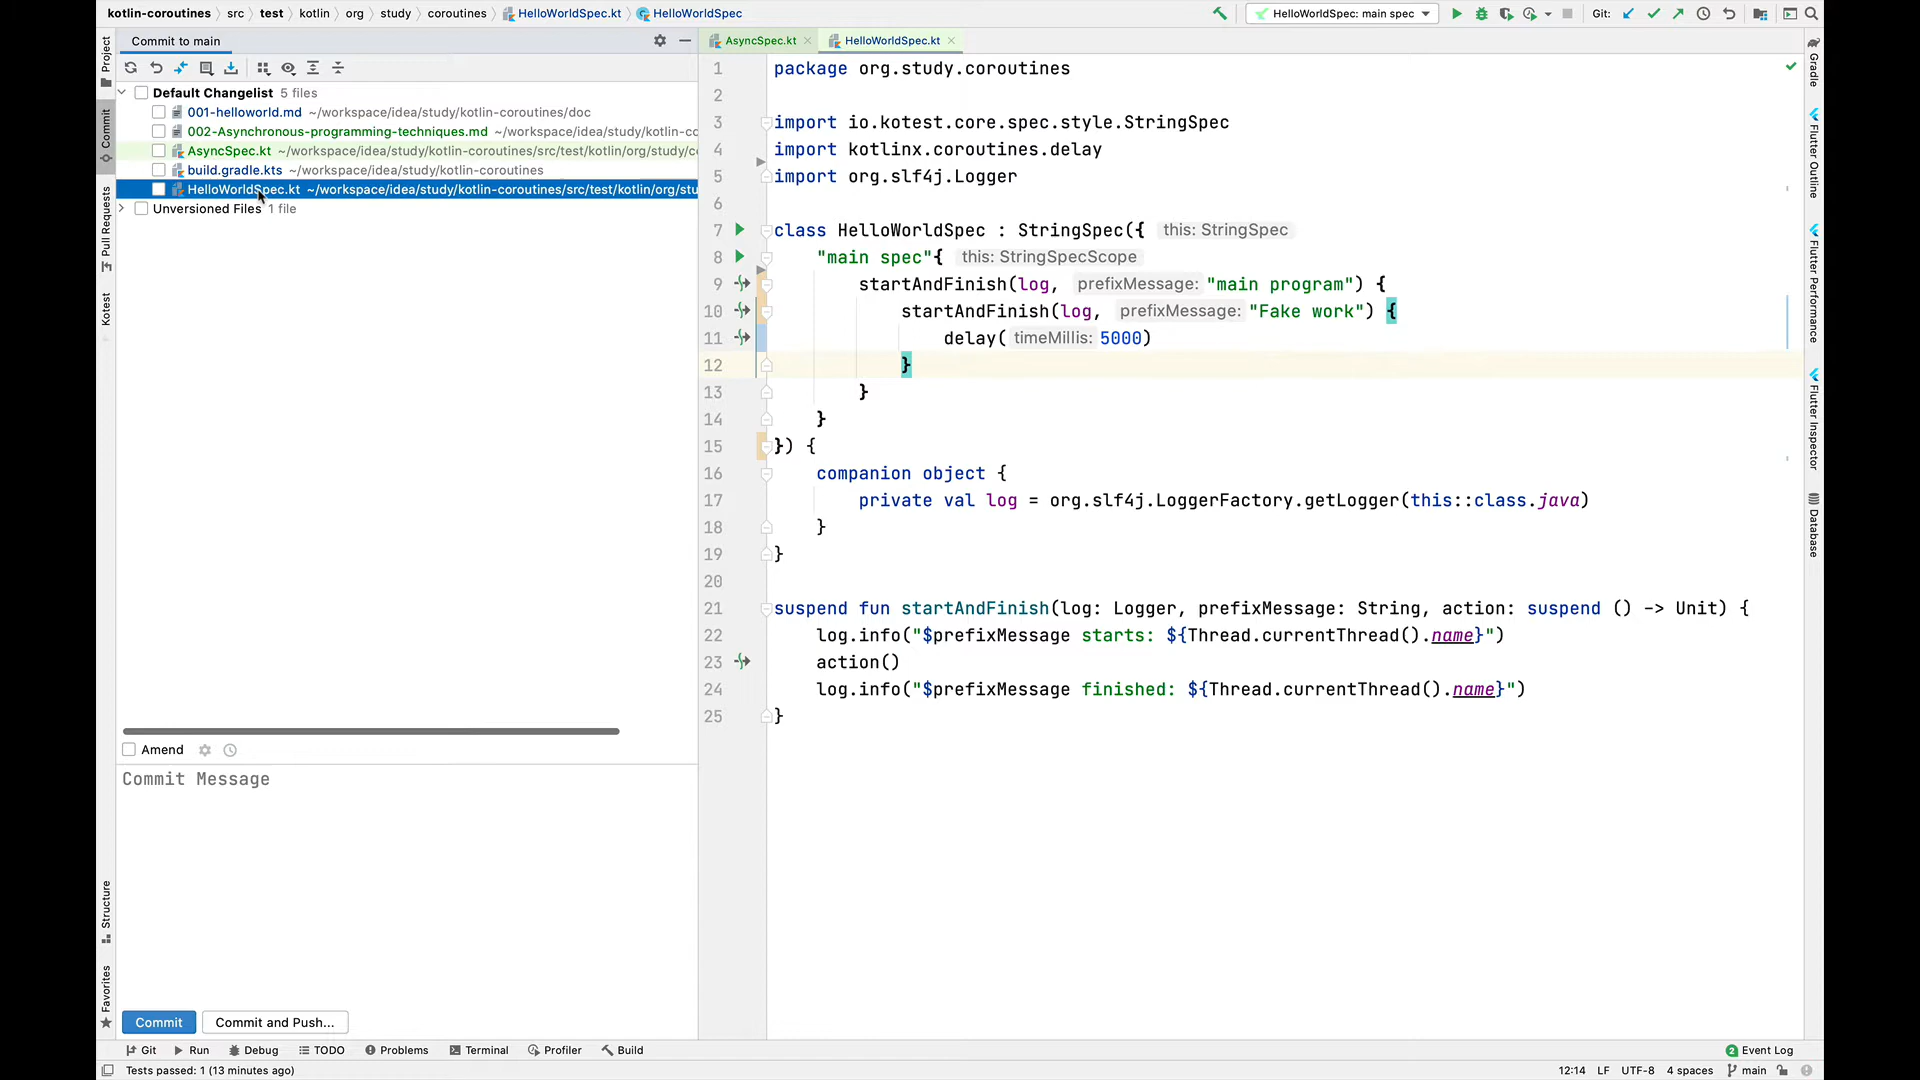 kotlin-coroutines src test kotlin org study coroutines HelloWorldSpec.kt HelloWorldSpec
HelloWorldSpec: main spec
Git:
Commit to main
AsyncSpec.kt
HelloWorldSpec.kt
Default Changelist 5 files
001-helloworld.md ~/workspace/idea/study/kotlin-coroutines/doc
002-Asynchronous-programming-techniques.md ~/workspace/idea/study/kotlin-cc
AsyncSpec.kt ~/workspace/idea/study/kotlin-coroutines/src/test/kotlin/org/study/cc
build.gradle.kts ~/workspace/idea/study/kotlin-coroutines
HelloWorldSpec.kt ~/workspace/idea/study/kotlin-coroutines/src/test/kotlin/org/stu
Unversioned Files 1 file
Amend
Commit Message
Commit
Commit and Push...
Project
Commit
Pull Requests
Kotest
Structure
Favorites
1 package org.study.coroutines
2
3 import io.kotest.core.spec.style.StringSpec
4 import kotlinx.coroutines.delay
5 import org.slf4j.Logger
6
7 class HelloWorldSpec : StringSpec({ this: StringSpec
8 "main spec"{ this: StringSpecScope
9 startAndFinish(log, prefixMessage: "main program") {
10 startAndFinish(log, prefixMessage: "Fake work") {
11 delay( timeMillis: 5000)
12 }
13 }
14 }
15 }) {
16 companion object {
17 private val log = org.slf4j.LoggerFactory.getLogger(this::class.java)
18 }
19 }
20
21 suspend fun startAndFinish(log: Logger, prefixMessage: String, action: suspend () -> Unit) {
22 log.info("$prefixMessage starts: ${Thread.currentThread().name}")
23 action()
24 log.info("$prefixMessage finished: ${Thread.currentThread().name}")
25 }
Gradle
Flutter Outline
Flutter Performance
Flutter Inspector
Database
Git Run Debug TODO Problems Terminal Profiler Build
2 Event Log
Tests passed: 1 (13 minutes ago)
12:14 LF UTF-8 4 spaces main